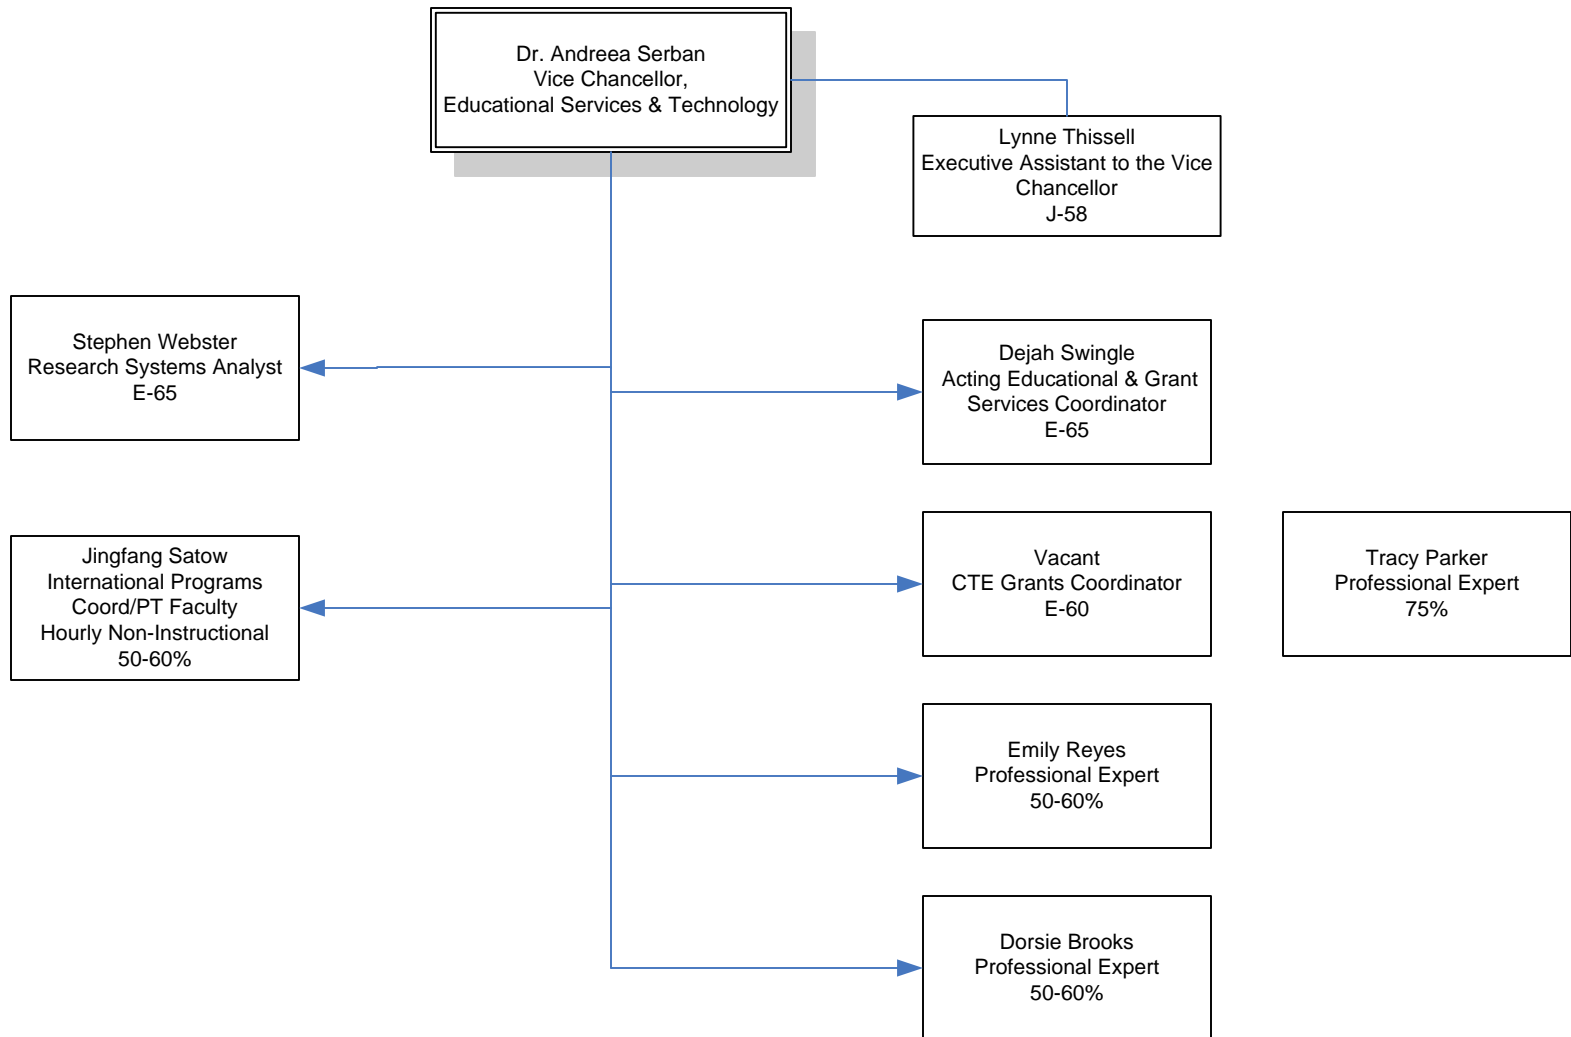 Dr. Andreea Serban
Vice Chancellor,
Educational Services & Technology
Lynne Thissell
Executive Assistant to the Vice
Chancellor
J-58
Stephen Webster
Research Systems Analyst
E-65
Dejah Swingle
Acting Educational & Grant
Services Coordinator
E-65
Jingfang Satow
International Programs
Coord/PT Faculty
Hourly Non-Instructional
50-60%
Vacant
CTE Grants Coordinator
E-60
Tracy Parker
Professional Expert
75%
Emily Reyes
Professional Expert
50-60%
Dorsie Brooks
Professional Expert
50-60%